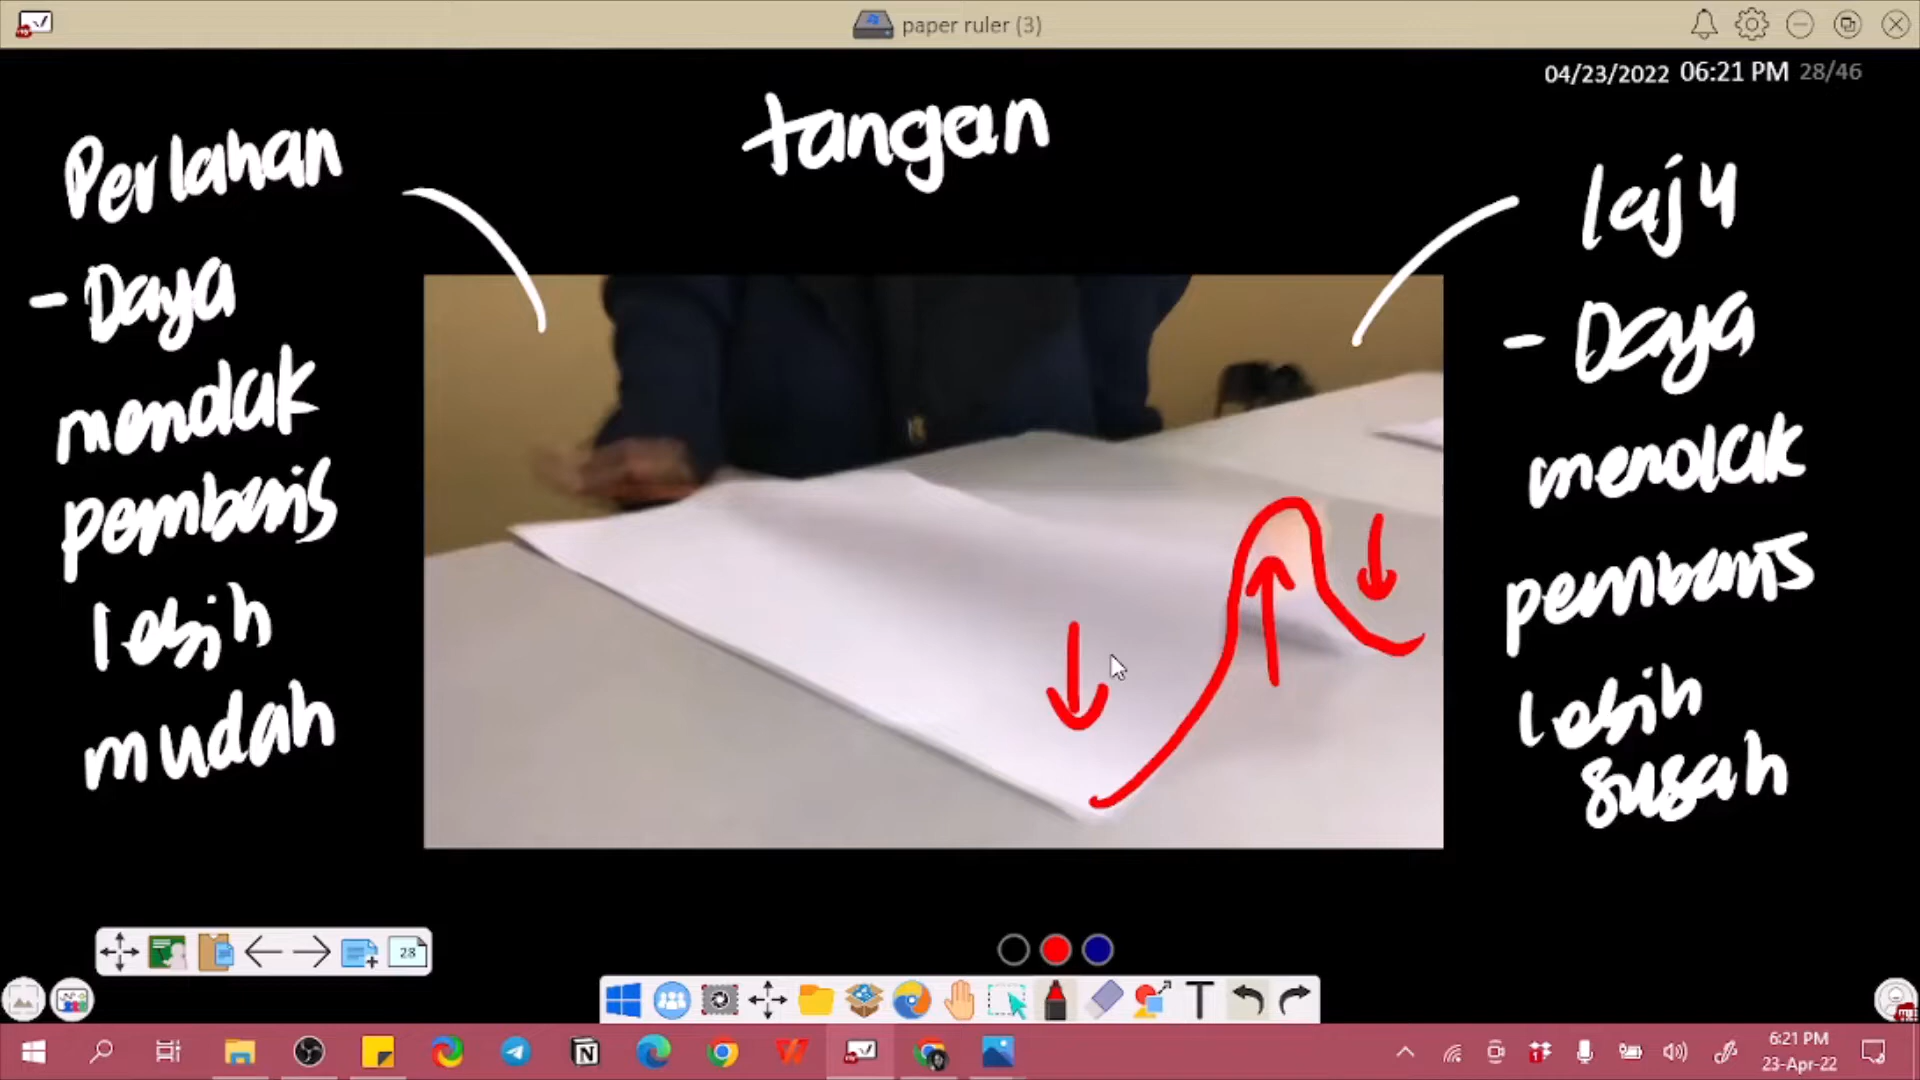 paper ruler (3)
04/23/2022 06:21 PM 28/46
tangan
Perlahan
- Daya
menolak
pembaris
lebih
mudah
laju
- Daya
menolak
pembaris
lebih
susah
28
T
6:21 PM
23-Apr-22